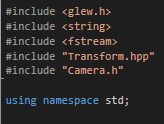 #include <glew.h>
#include <string>
#include <fstream>
#include "Transform.hpp"
#include "Camera.h"
using namespace std;